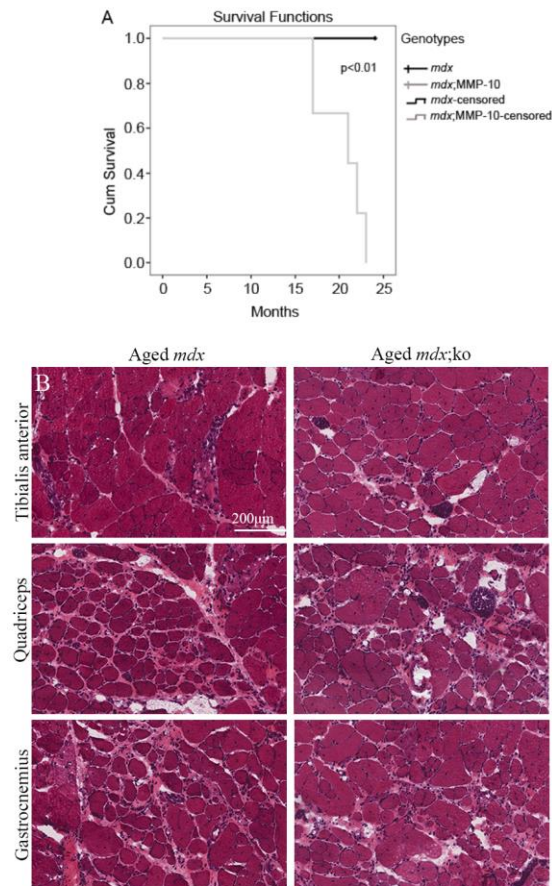 A
Survival Functions
1.0
0.8
0.6
0.4
0.2
0.0
Cum Survival
0
5
10
15
20
25
Months
p<0.01
Genotypes
mdx
mdx;MMP-10
mdx-censored
mdx;MMP-10-censored
Aged mdx
Aged mdx;ko
B
Tibialis anterior
200μm
Quadriceps
Gastrocnemius